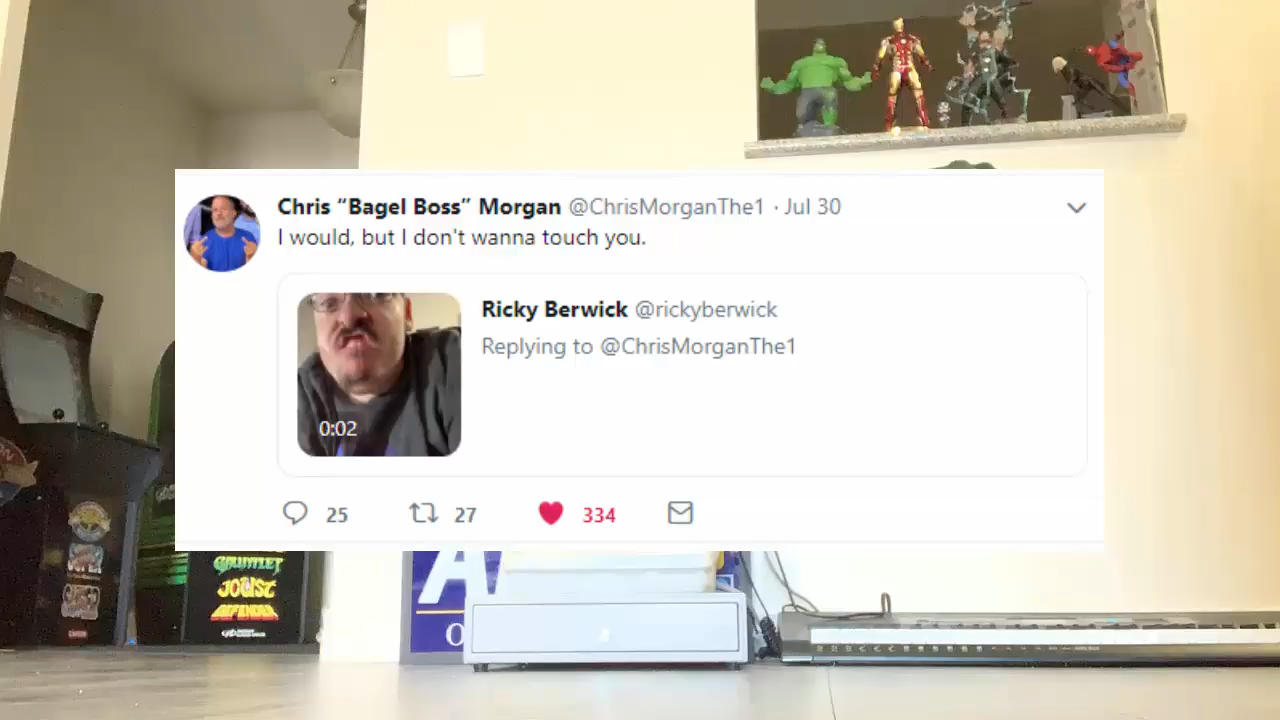 Chris “Bagel Boss” Morgan @ChrisMorganThe1 · Jul 30
I would, but I don't wanna touch you.
Ricky Berwick @rickyberwick
Replying to @ChrisMorganThe1
0:02
25 27 334
GAUNTLET
JOUST
DEFENDER
A
O